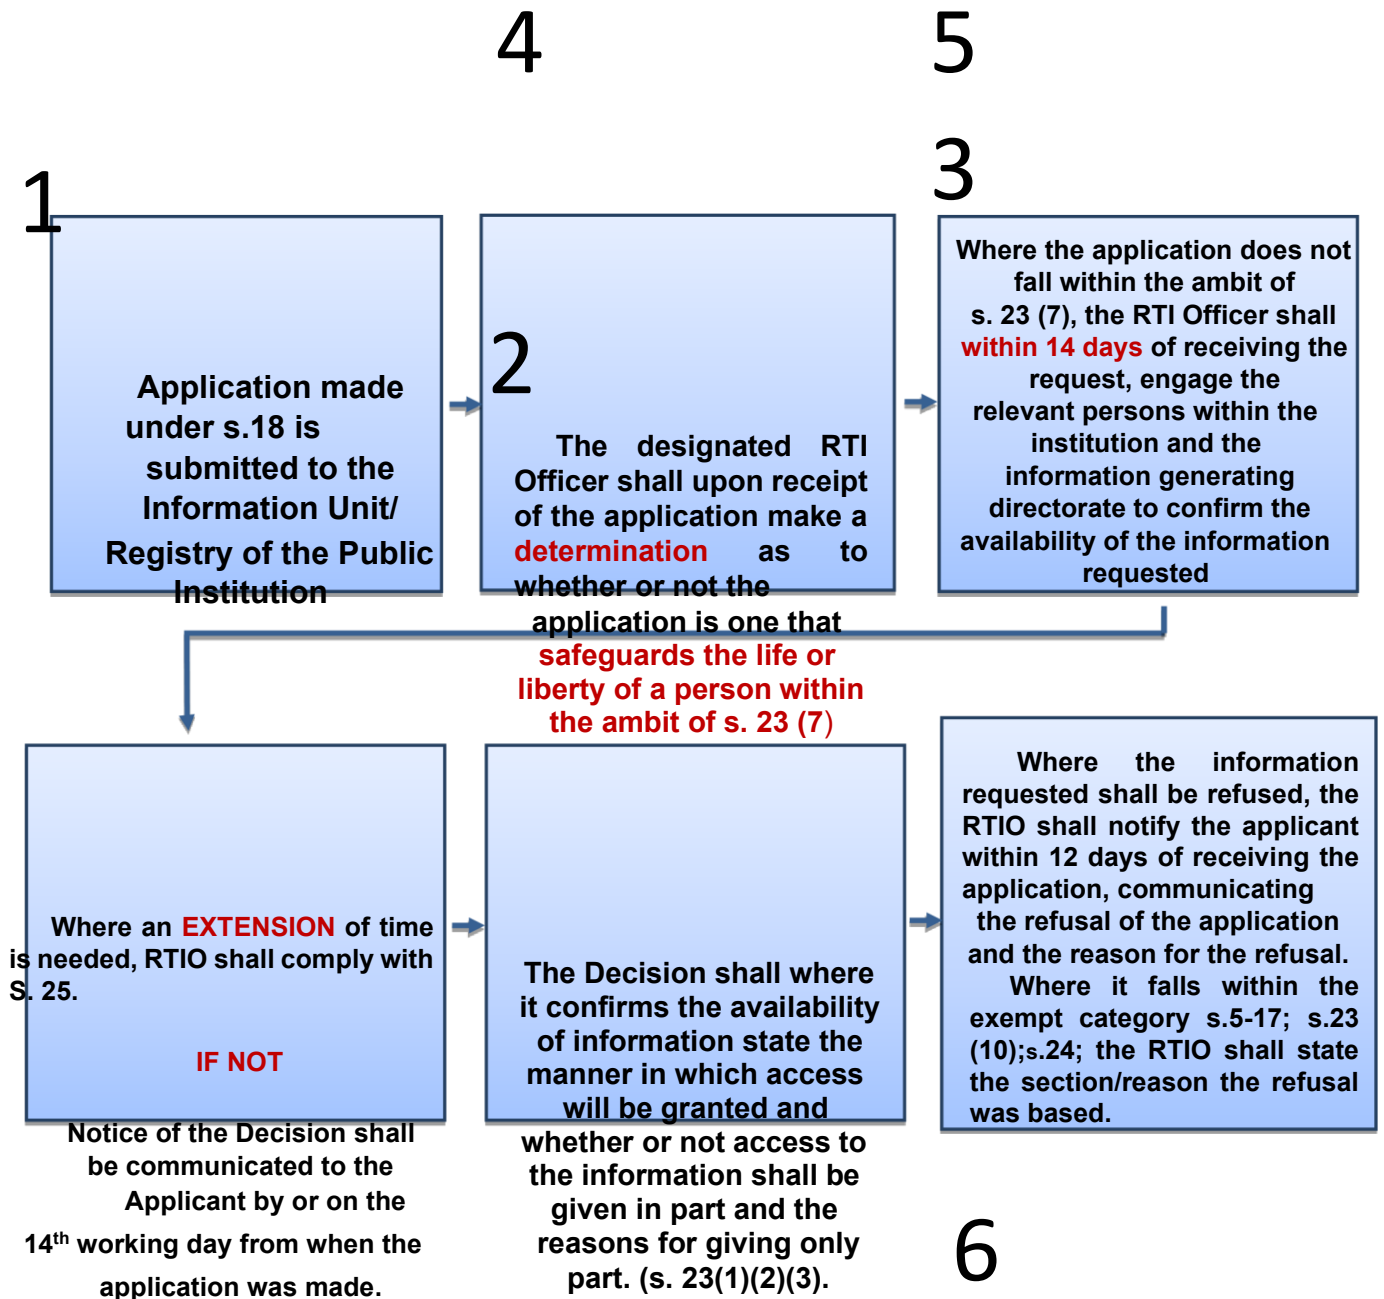 4
5
3
1
Application made
under s.18 is
submitted to the
Information Unit/
Registry of the Public
Institution
2
The designated RTI
Officer shall upon receipt
of the application make a
determination as to
whether or not the
application is one that
safeguards the life or
liberty of a person within
the ambit of s. 23 (7)
Where the application does not
fall within the ambit of
s. 23 (7), the RTI Officer shall
within 14 days of receiving the
request, engage the
relevant persons within the
institution and the
information generating
directorate to confirm the
availability of the information
requested
Where an EXTENSION of time
is needed, RTIO shall comply with
S. 25.
IF NOT
Notice of the Decision shall
be communicated to the
Applicant by or on the
14th working day from when the
application was made.
The Decision shall where
it confirms the availability
of information state the
manner in which access
will be granted and
whether or not access to
the information shall be
given in part and the
reasons for giving only
part. (s. 23(1)(2)(3).
Where the information
requested shall be refused, the
RTIO shall notify the applicant
within 12 days of receiving the
application, communicating
the refusal of the application
and the reason for the refusal.
Where it falls within the
exempt category s.5-17; s.23
(10);s.24; the RTIO shall state
the section/reason the refusal
was based.
6